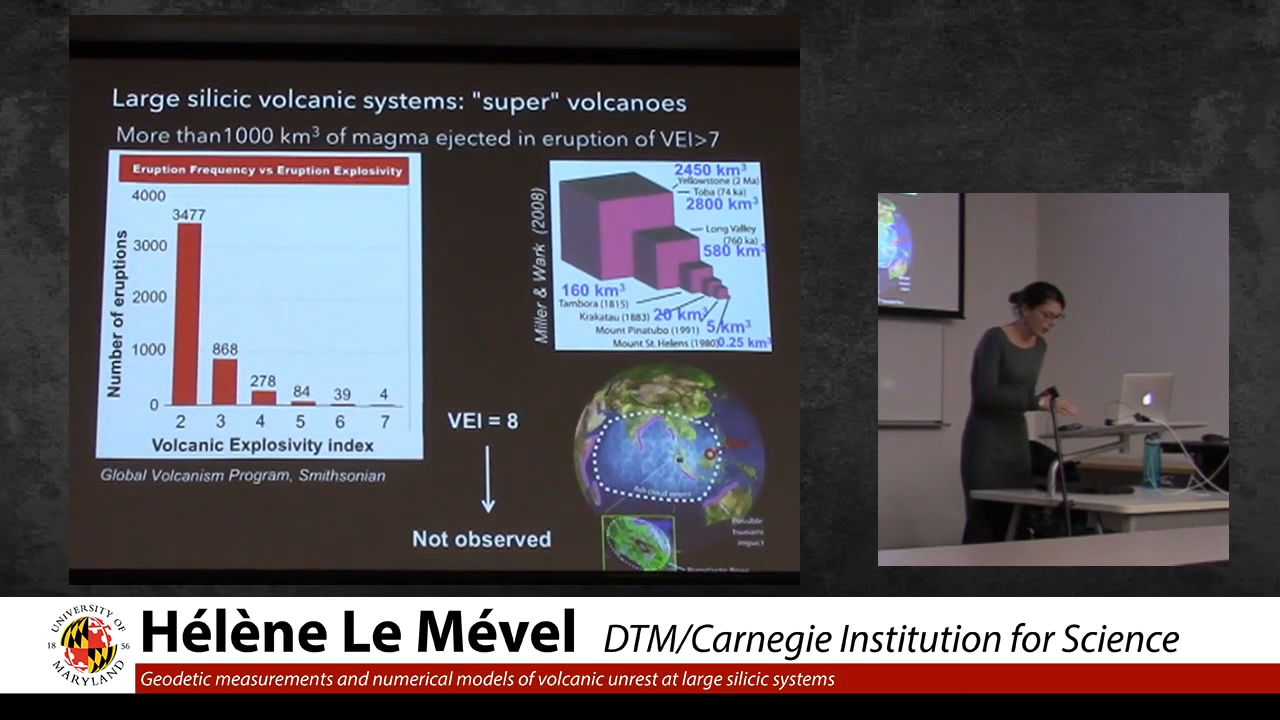 Large silicic volcanic systems: "super" volcanoes
More than1000 km³ of magma ejected in eruption of VEI>7
Eruption Frequency vs Eruption Explosivity
4000
3000
2000
1000
0
Number of eruptions
3477
868
278
84
39
4
2 3 4 5 6 7
Volcanic Explosivity index
Global Volcanism Program, Smithsonian
Miller & Wark (2008)
2450 km³
Yellowstone (2 Ma)
Toba (74 ka)
2800 km³
Long Valley
(760 ka)
580 km³
160 km³
Tambora (1815)
Krakatau (1883) 20 km³
Mount Pinatubo (1991) 5 km³
Mount St. Helens (1980) 0.25 km³
VEI = 8
Not observed
Ash cloud extent
Possible
tsunami
impact
UNIVERSITY OF
18 56
MARYLAND
Hélène Le Mével DTM/Carnegie Institution for Science
Geodetic measurements and numerical models of volcanic unrest at large silicic systems